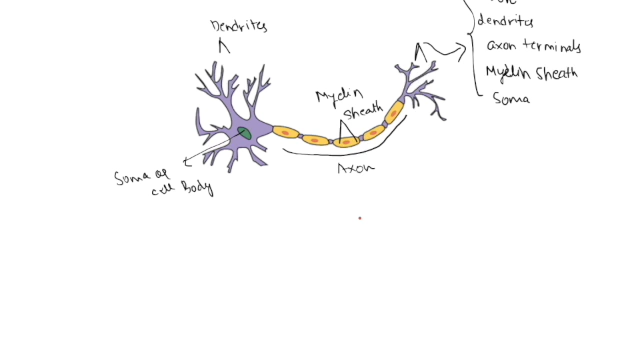 Dendrites
dendrites
axon terminals
Myelin Sheath
Soma
Myelin
Sheath
Axon
Soma or
cell Body